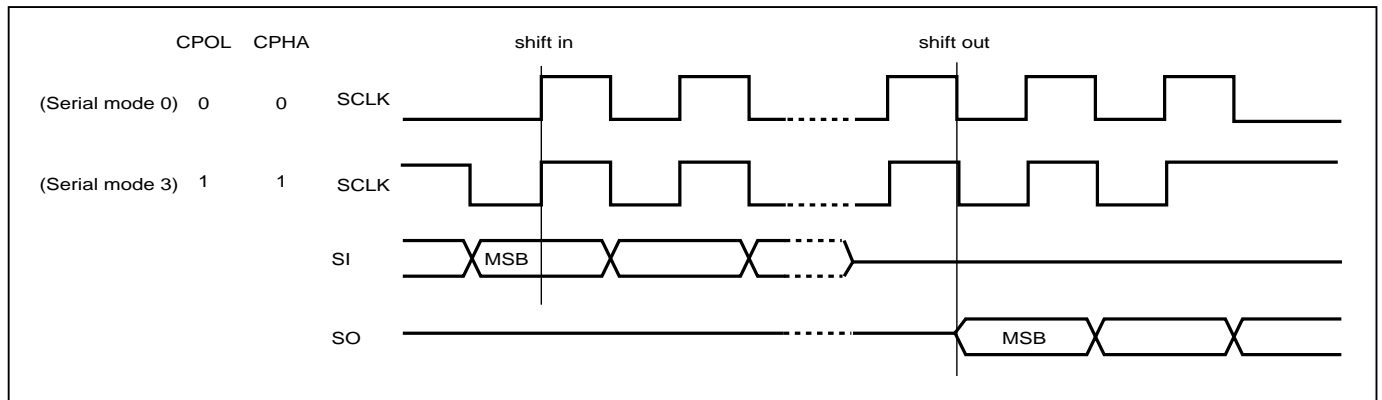 CPOL CPHA shift in shift out
(Serial mode 0) 0 0 SCLK
(Serial mode 3) 1 1 SCLK
SI MSB
SO MSB